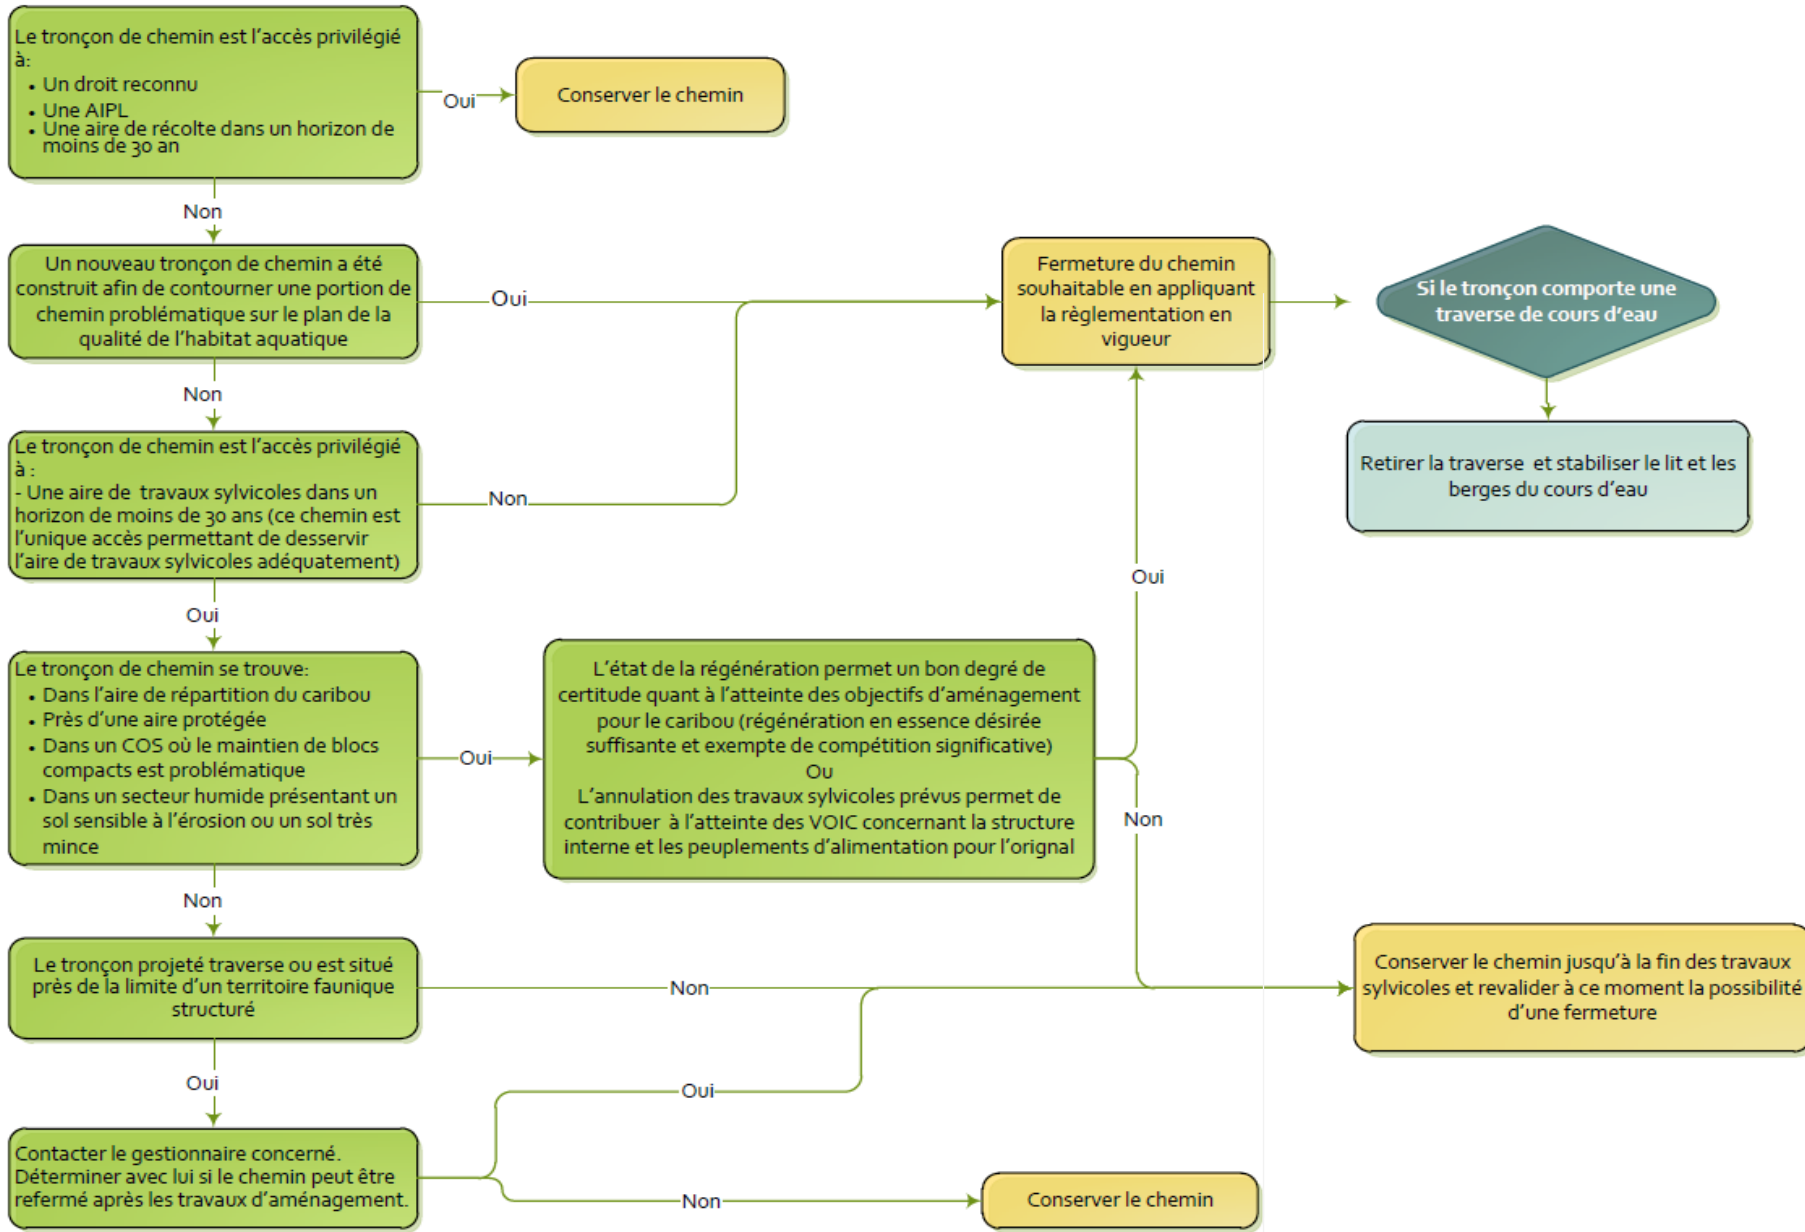 Le tronçon de chemin est l'accès privilégié
à:
• Un droit reconnu
• Une AIPL
• Une aire de récolte dans un horizon de
moins de 30 an
Oui
Conserver le chemin
Non
Un nouveau tronçon de chemin a été
construit afin de contourner une portion de
chemin problématique sur le plan de la
qualité de l'habitat aquatique
Oui
Fermeture du chemin
souhaitable en appliquant
la règlementation en
vigueur
Si le tronçon comporte une
traverse de cours d'eau
Retirer la traverse et stabiliser le lit et les
berges du cours d'eau
Non
Le tronçon de chemin est l'accès privilégié
à :
- Une aire de travaux sylvicoles dans un
horizon de moins de 30 ans (ce chemin est
l'unique accès permettant de desservir
l'aire de travaux sylvicoles adéquatement)
Non
Oui
Le tronçon de chemin se trouve:
• Dans l'aire de répartition du caribou
• Près d'une aire protégée
• Dans un COS où le maintien de blocs
compacts est problématique
• Dans un secteur humide présentant un
sol sensible à l'érosion ou un sol très
mince
Oui
L'état de la régénération permet un bon degré de
certitude quant à l'atteinte des objectifs d'aménagement
pour le caribou (régénération en essence désirée
suffisante et exempte de compétition significative)
Ou
L'annulation des travaux sylvicoles prévus permet de
contribuer à l'atteinte des VOIC concernant la structure
interne et les peuplements d'alimentation pour l'orignal
Oui
Non
Non
Le tronçon projeté traverse ou est situé
près de la limite d'un territoire faunique
structuré
Non
Conserver le chemin jusqu'à la fin des travaux
sylvicoles et revalider à ce moment la possibilité
d'une fermeture
Oui
Contacter le gestionnaire concerné.
Déterminer avec lui si le chemin peut être
refermé après les travaux d'aménagement.
Oui
Non
Conserver le chemin